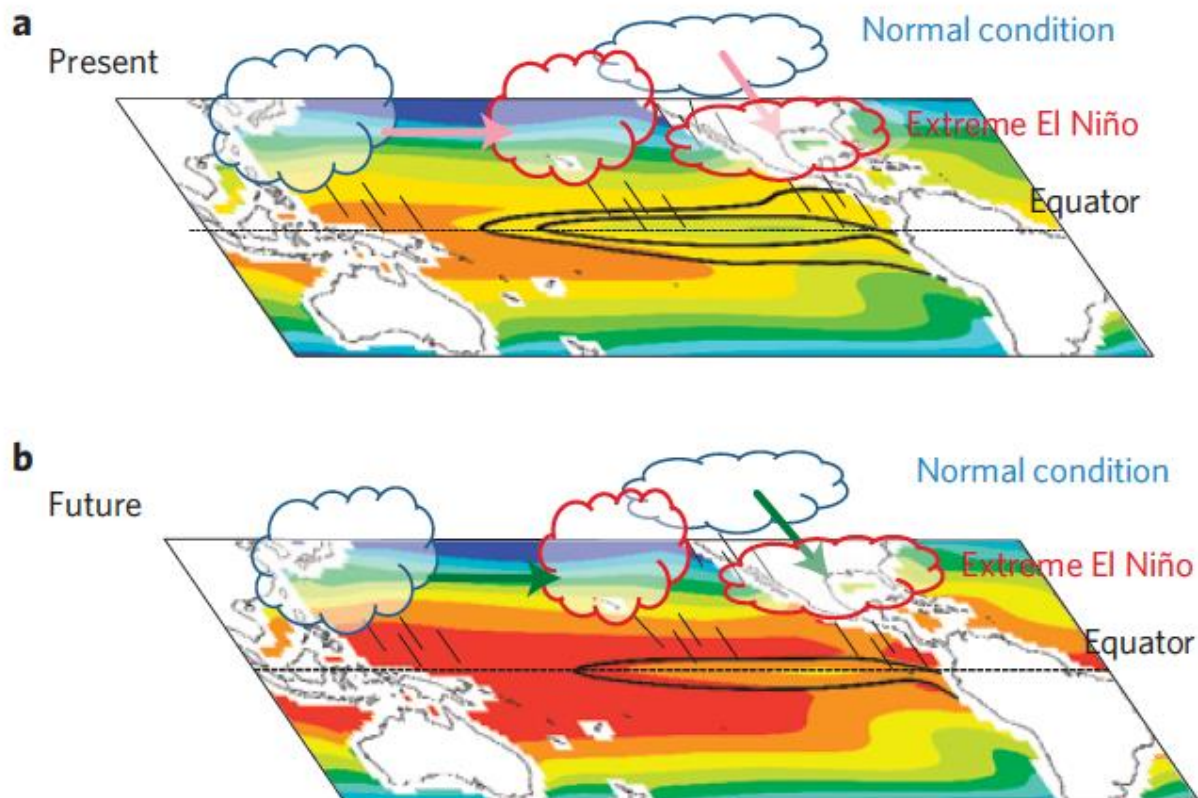 a
Normal condition
Present
Extreme El Niño
Equator
b
Normal condition
Future
Extreme El Niño
Equator